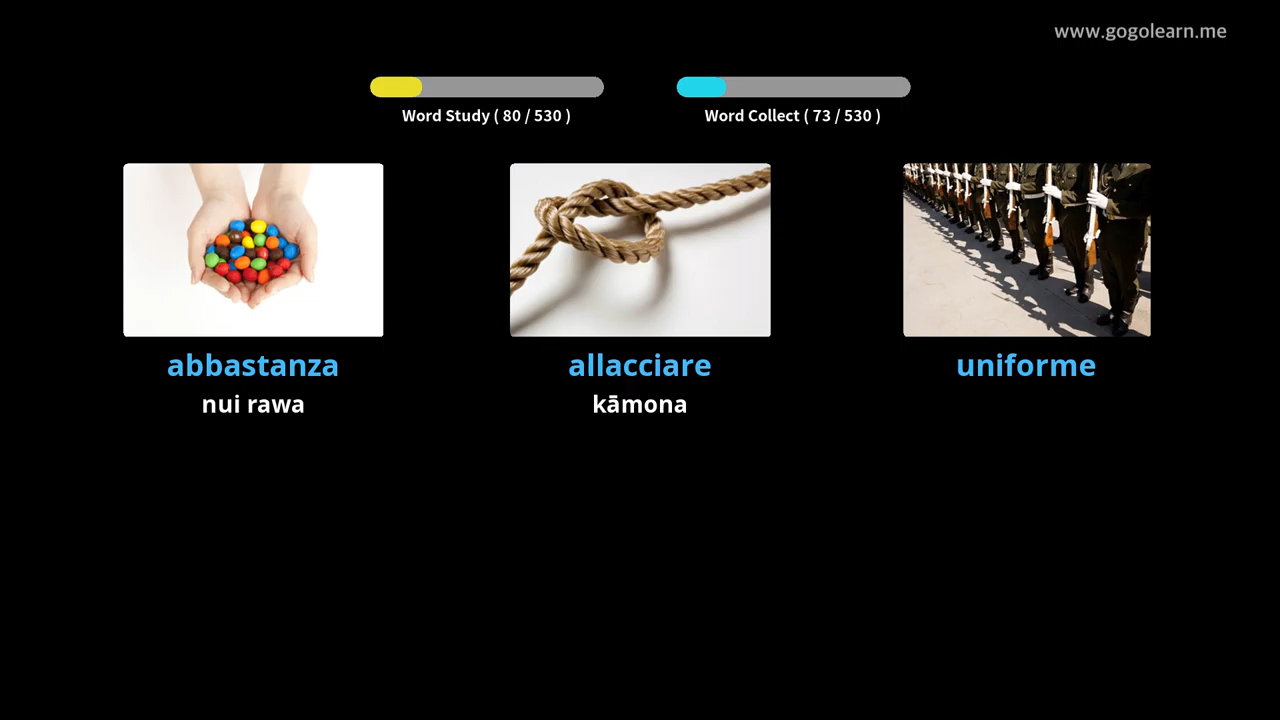 www.gogolearn.me
Word Study ( 80 / 530 )
Word Collect ( 73 / 530 )
abbastanza
nui rawa
allacciare
kāmona
uniforme